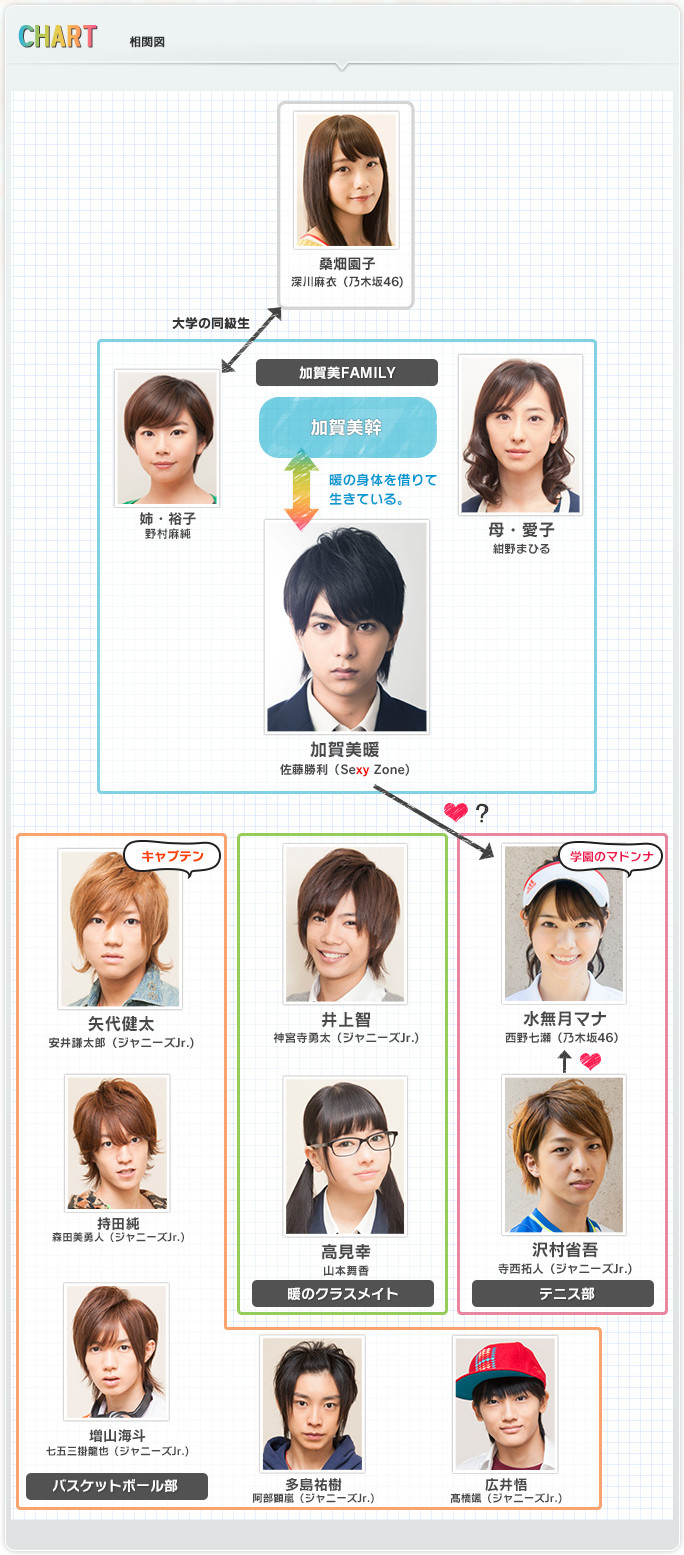 CHART
相関図
桑畑園子
深川麻衣（乃木坂46)
大学の同級生
加賀美FAMILY
加賀美幹
暖の身体を借りて
生きている。
姉・裕子
野村麻純
母・愛子
紺野まひる
加賀美暖
佐藤勝利（Sexy Zone)
?
キャプテン
矢代健太
安井謙太郎（ジャニーズJr.)
持田純
森田美勇人（ジャニーズJr.)
増山海斗
七五三掛龍也（ジャニーズJr.)
バスケットボール部
多島祐樹
阿部顕嵐（ジャニーズJr.)
広井悟
髙橋颯（ジャニーズJr.)
井上智
神宮寺勇太（ジャニーズJr.)
高見幸
山本舞香
暖のクラスメイト
学園のマドンナ
水無月マナ
西野七瀬（乃木坂46）
沢村省吾
寺西拓人（ジャニーズJr.)
テニス部